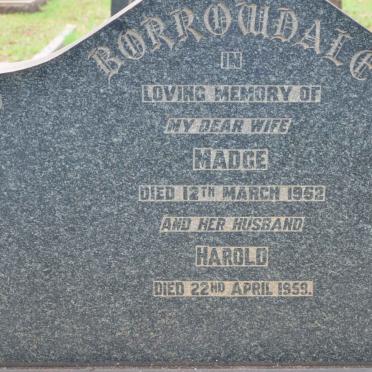 BORROWDALE
IN
LOVING MEMORY OF
MY DEAR WIFE
MADGE
DIED 12TH MARCH 1952
AND HER HUSBAND
HAROLD
DIED 22ND APRIL 1959.